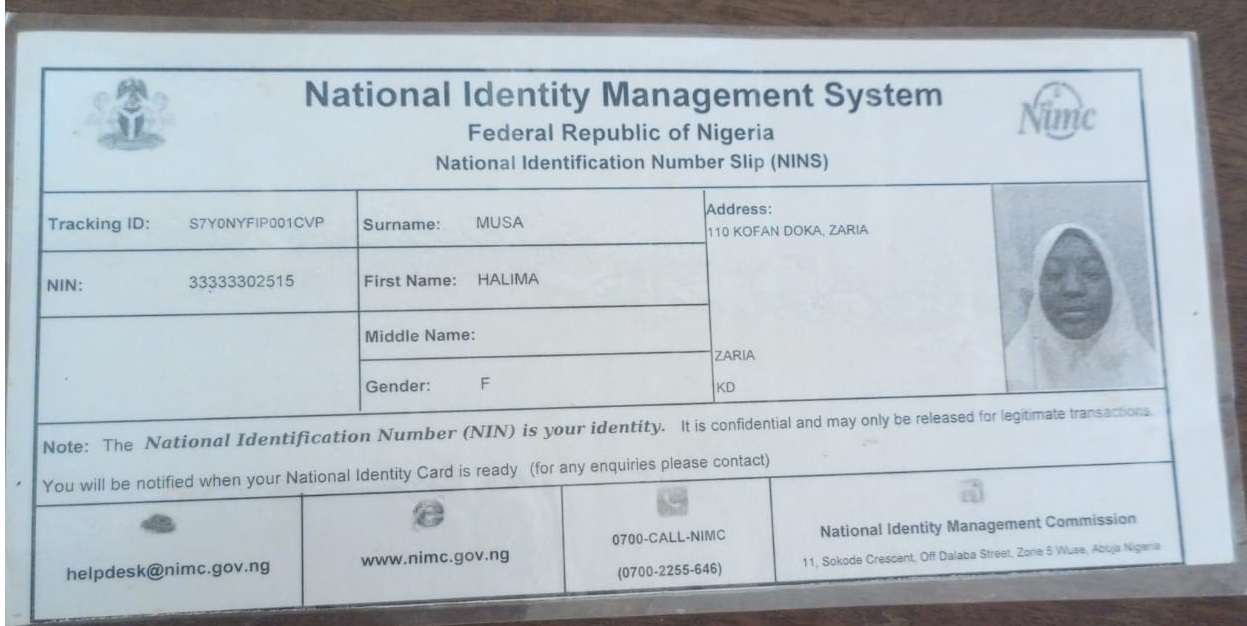 National Identity Management System
Federal Republic of Nigeria
National Identification Number Slip (NINS)
Nimc
Tracking ID: S7Y0NYFIP001CVP
Surname: MUSA
Address:
110 KOFAN DOKA, ZARIA
NIN: 33333302515
First Name: HALIMA
Middle Name:
ZARIA
Gender: F
KD
Note: The National Identification Number (NIN) is your identity. It is confidential and may only be released for legitimate transactions.
You will be notified when your National Identity Card is ready (for any enquiries please contact)
helpdesk@nimc.gov.ng
www.nimc.gov.ng
0700-CALL-NIMC
(0700-2255-646)
National Identity Management Commission
11, Sokode Crescent, Off Dalaba Street, Zone 5 Wuse, Abuja Nigeria